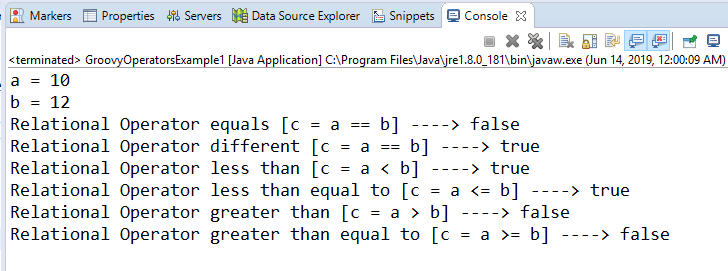 Markers Properties Servers Data Source Explorer Snippets Console
<terminated> GroovyOperatorsExample1 [Java Application] C:\Program Files\Java\jre1.8.0_181\bin\javaw.exe (Jun 14, 2019, 12:00:09 AM)
a = 10
b = 12
Relational Operator equals [c = a == b] ----> false
Relational Operator different [c = a == b] ----> true
Relational Operator less than [c = a < b] ----> true
Relational Operator less than equal to [c = a <= b] ----> true
Relational Operator greater than [c = a > b] ----> false
Relational Operator greater than equal to [c = a >= b] ----> false